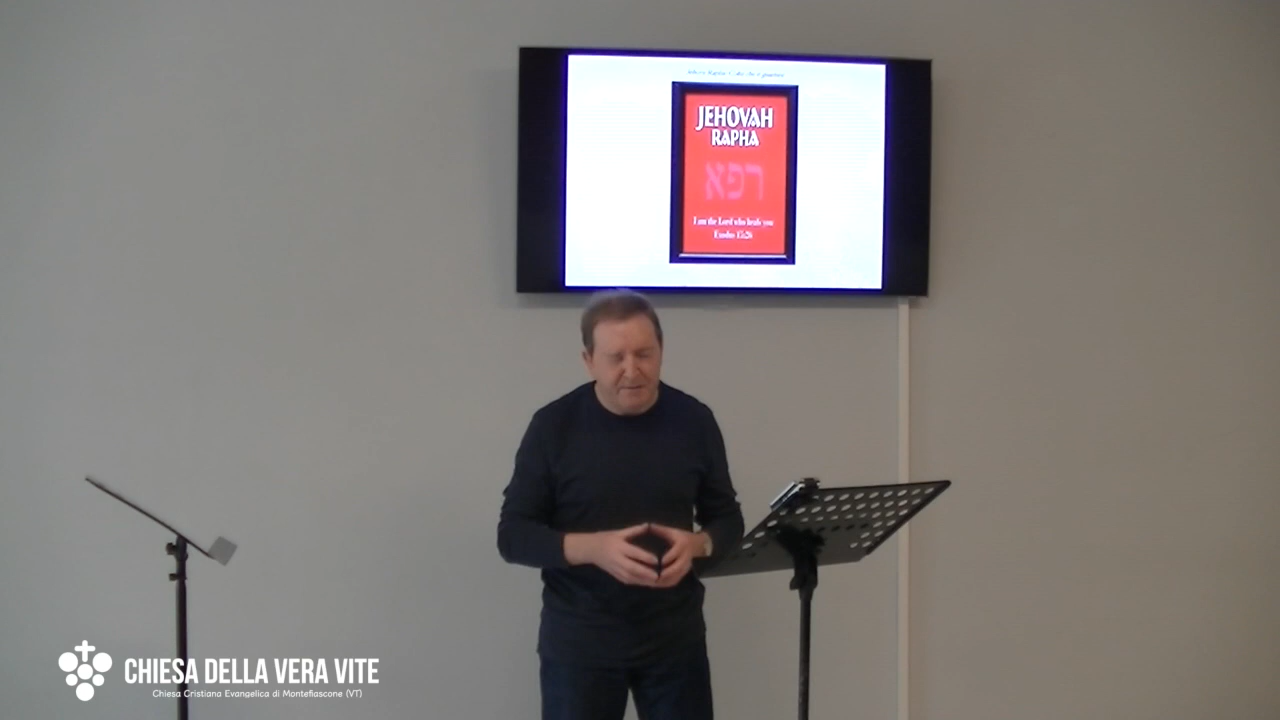 JEHOVAH
RAPHA
רפא
I am the Lord who heals you
Exodus 15:26
CHIESA DELLA VERA VITE
Chiesa Cristiana Evangelica di Montefiascone (VT)